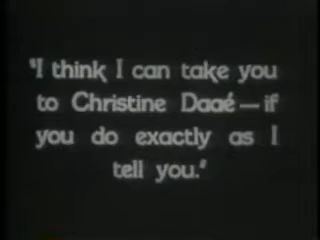 "I think I can take you
to Christine Daaé — if
you do exactly as I
tell you."